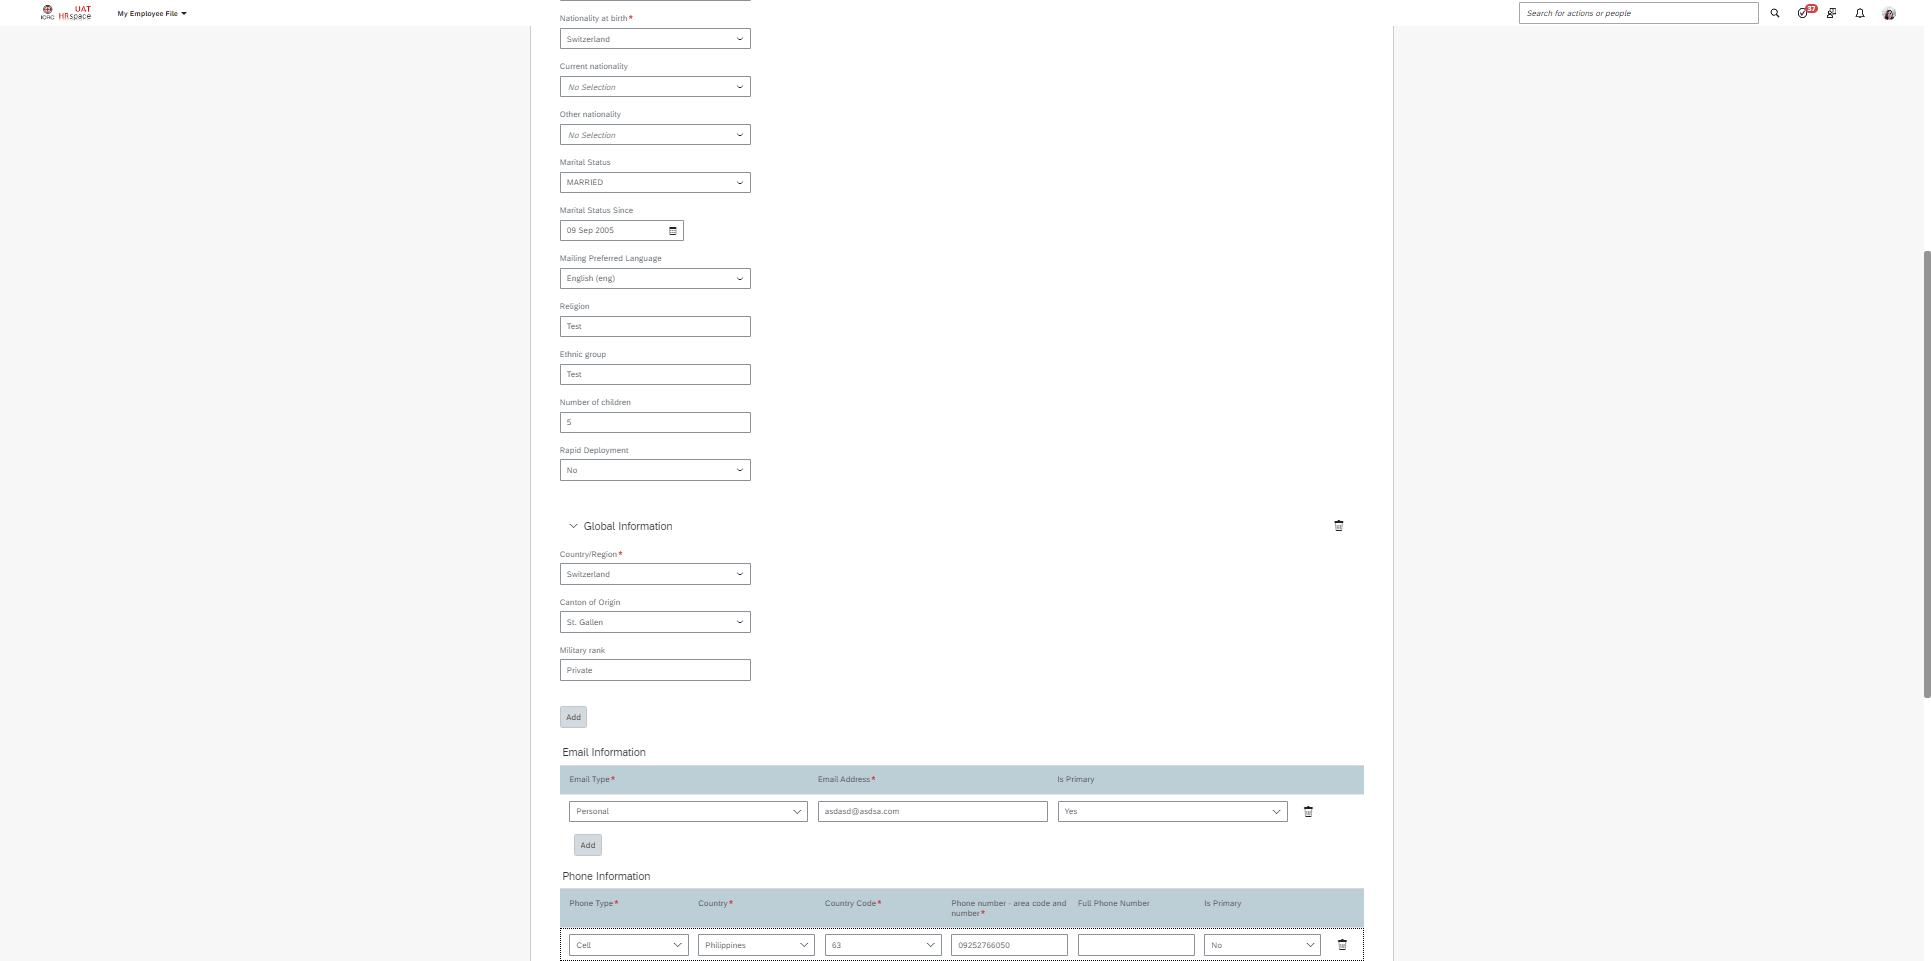 ICRC
UAT
HRspace
My Employee File
Search for actions or people
37
Nationality at birth*
Switzerland
Current nationality
No Selection
Other nationality
No Selection
Marital Status
MARRIED
Marital Status Since
09 Sep 2005
Mailing Preferred Language
English (eng)
Religion
Test
Ethnic group
Test
Number of children
5
Rapid Deployment
No
Global Information
Country/Region*
Switzerland
Canton of Origin
St. Gallen
Military rank
Private
Add
Email Information
Email Type* Email Address* Is Primary
Personal asdasd@asdsa.com Yes
Add
Phone Information
Phone Type* Country* Country Code* Phone number - area code and number* Full Phone Number Is Primary
Cell Philippines 63 09252766050 No